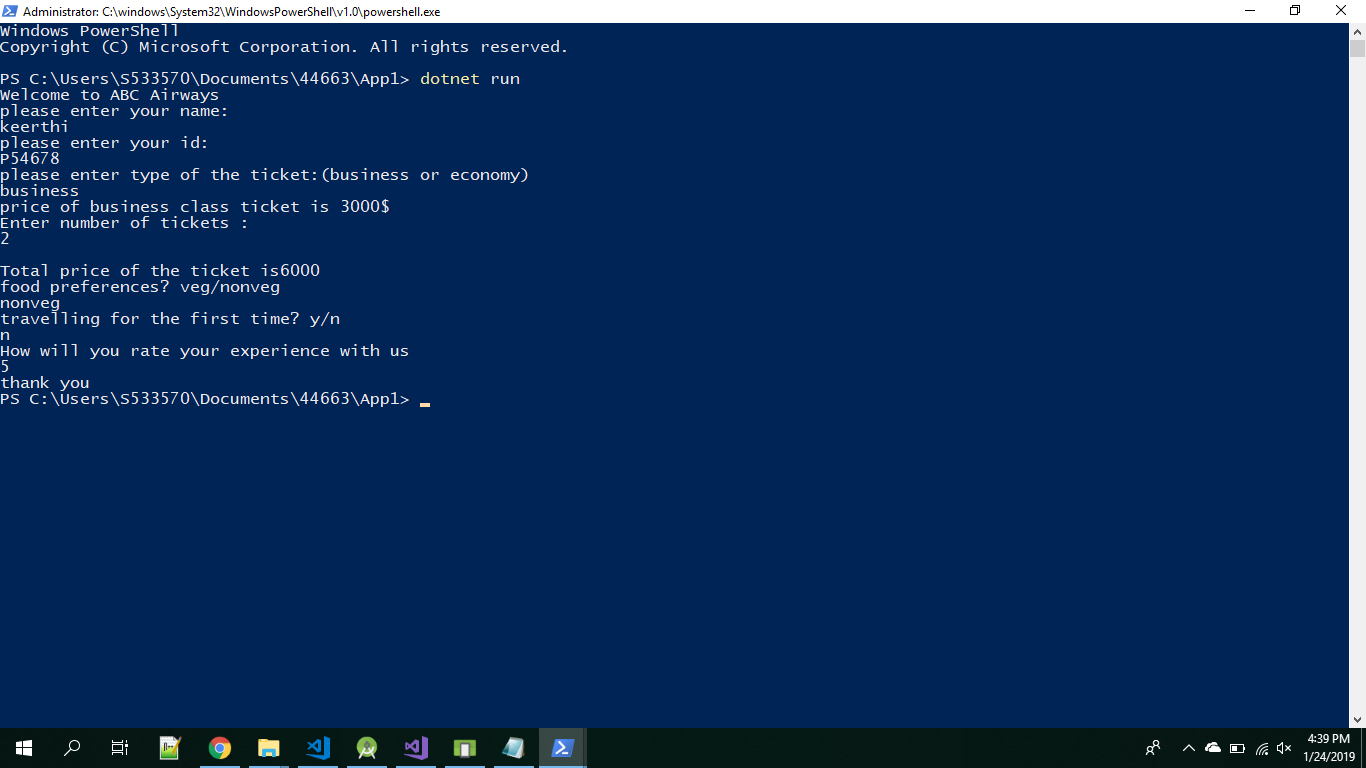 Administrator: C:\windows\System32\WindowsPowerShell\v1.0\powershell.exe
Windows PowerShell
Copyright (C) Microsoft Corporation. All rights reserved.
PS C:\Users\S533570\Documents\44663\App1> dotnet run
Welcome to ABC Airways
please enter your name:
keerthi
please enter your id:
P54678
please enter type of the ticket:(business or economy)
business
price of business class ticket is 3000$
Enter number of tickets :
2
Total price of the ticket is6000
food preferences? veg/nonveg
nonveg
travelling for the first time? y/n
n
How will you rate your experience with us
5
thank you
PS C:\Users\S533570\Documents\44663\App1>
4:39 PM
1/24/2019